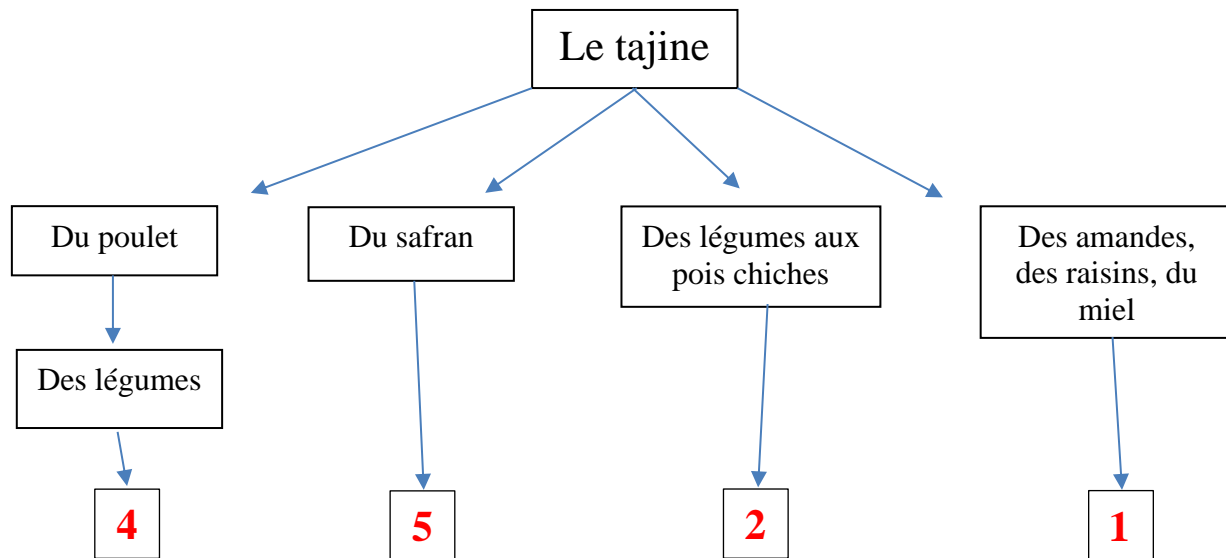 Le tajine
Du poulet
Du safran
Des légumes aux
pois chiches
Des amandes,
des raisins, du
miel
Des légumes
4
5
2
1